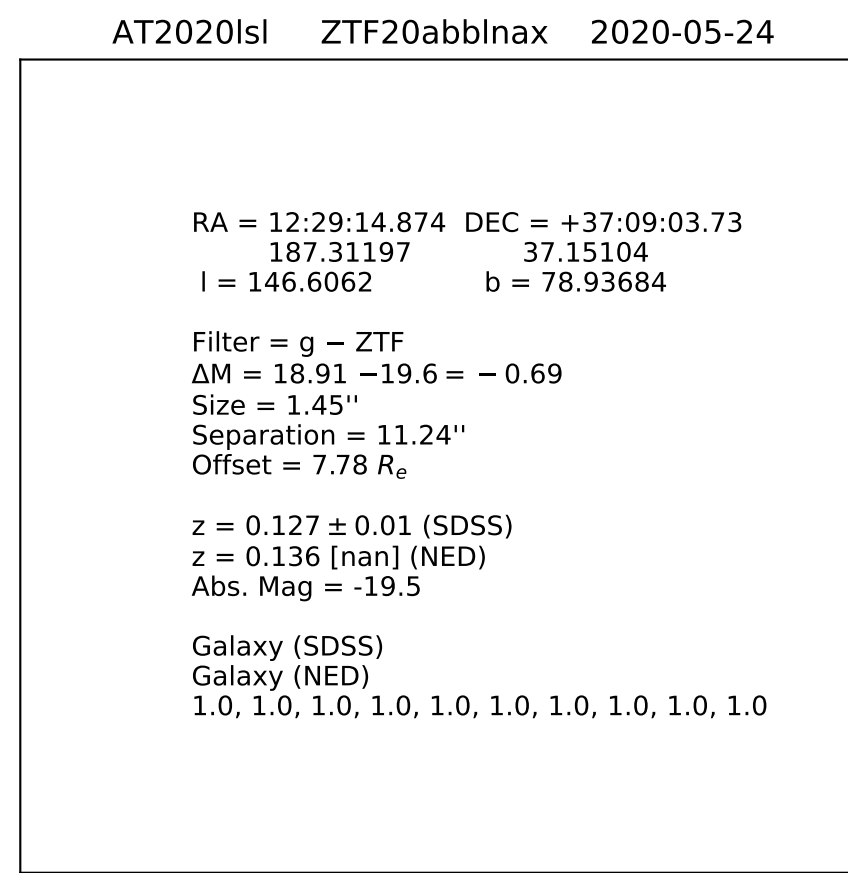 AT2020lsl ZTF20abblnax 2020-05-24
RA = 12:29:14.874 DEC = +37:09:03.73
187.31197 37.15104
l = 146.6062 b = 78.93684
Filter = g − ZTF
ΔM = 18.91 −19.6 = − 0.69
Size = 1.45''
Separation = 11.24''
Offset = 7.78 Rₑ
z = 0.127 ± 0.01 (SDSS)
z = 0.136 [nan] (NED)
Abs. Mag = -19.5
Galaxy (SDSS)
Galaxy (NED)
1.0, 1.0, 1.0, 1.0, 1.0, 1.0, 1.0, 1.0, 1.0, 1.0